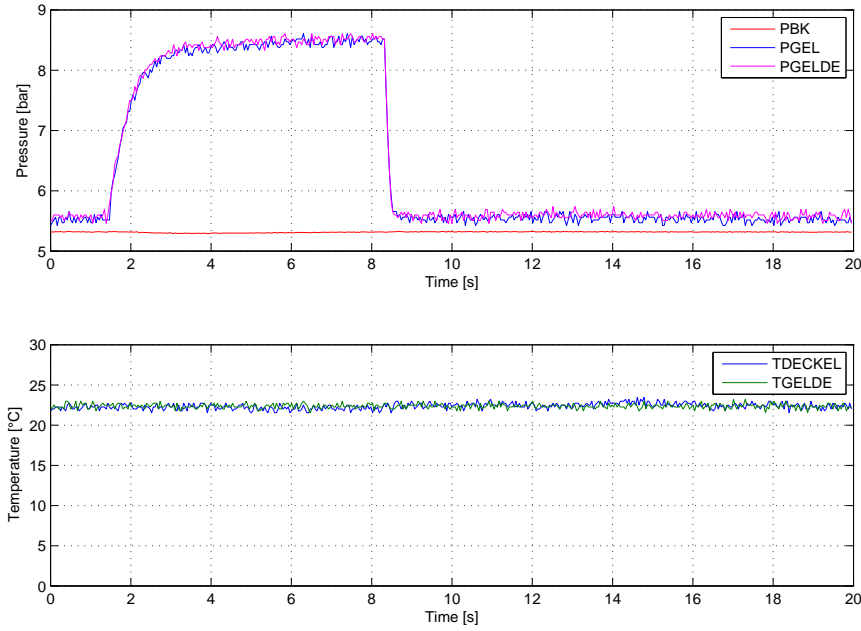 9
8
7
6
5
Pressure [bar]
PBK
PGEL
PGELDE
0 2 4 6 8 10 12 14 16 18 20
Time [s]
30
25
20
15
10
5
0
Temperature [°C]
TDECKEL
TGELDE
0 2 4 6 8 10 12 14 16 18 20
Time [s]